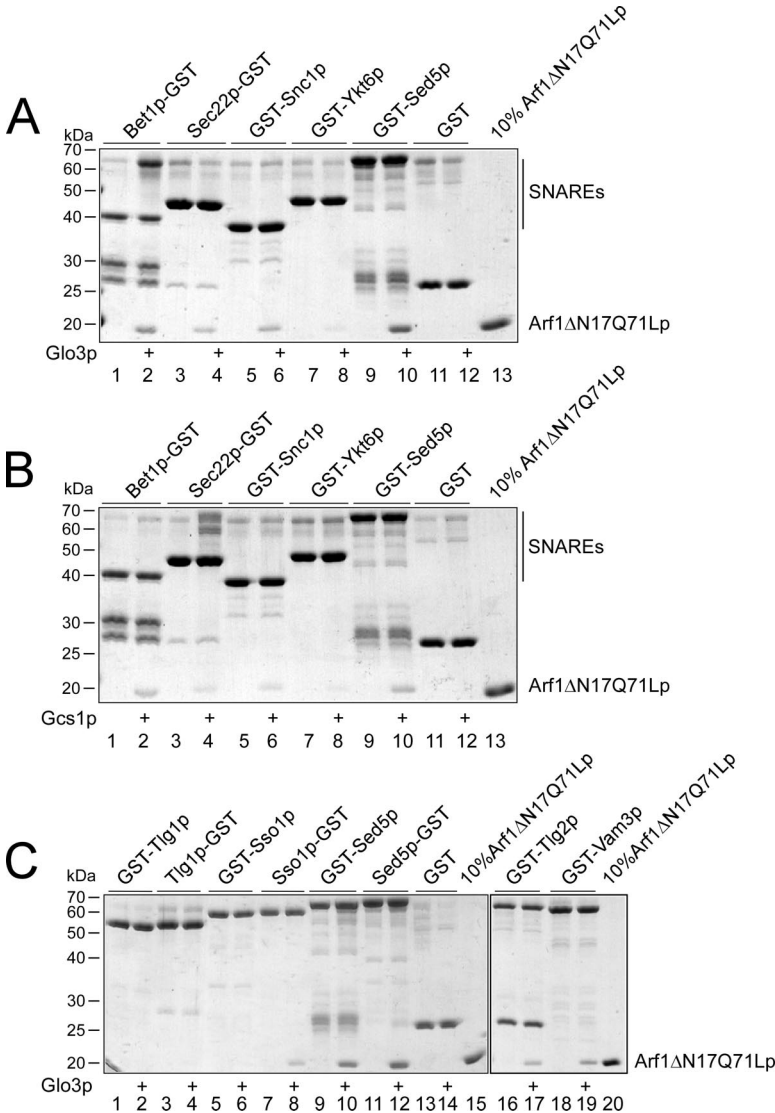 A
Bet1p-GST
Sec22p-GST
GST-Snc1p
GST-Ykt6p
GST-Sed5p
GST
10% Arf1ΔN17Q71Lp
kDa
70
60
50
40
30
25
20
SNAREs
Arf1ΔN17Q71Lp
Glo3p + + + + + +
1 2 3 4 5 6 7 8 9 10 11 12 13
B
Bet1p-GST
Sec22p-GST
GST-Snc1p
GST-Ykt6p
GST-Sed5p
GST
10% Arf1ΔN17Q71Lp
kDa
70
60
50
40
30
25
20
SNAREs
Arf1ΔN17Q71Lp
Gcs1p + + + + + +
1 2 3 4 5 6 7 8 9 10 11 12 13
C
GST-Tlg1p
Tlg1p-GST
GST-Sso1p
Sso1p-GST
GST-Sed5p
Sed5p-GST
GST
10%Arf1ΔN17Q71Lp
GST-Tlg2p
GST-Vam3p
10%Arf1ΔN17Q71Lp
kDa
70
60
50
40
30
25
20
Arf1ΔN17Q71Lp
Glo3p + + + + + + + + +
1 2 3 4 5 6 7 8 9 10 11 12 13 14 15 16 17 18 19 20